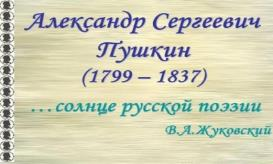 Александр Сергеевич
Пушкин
(1799 – 1837)
…солнце русской поэзии
В.А.Жуковский